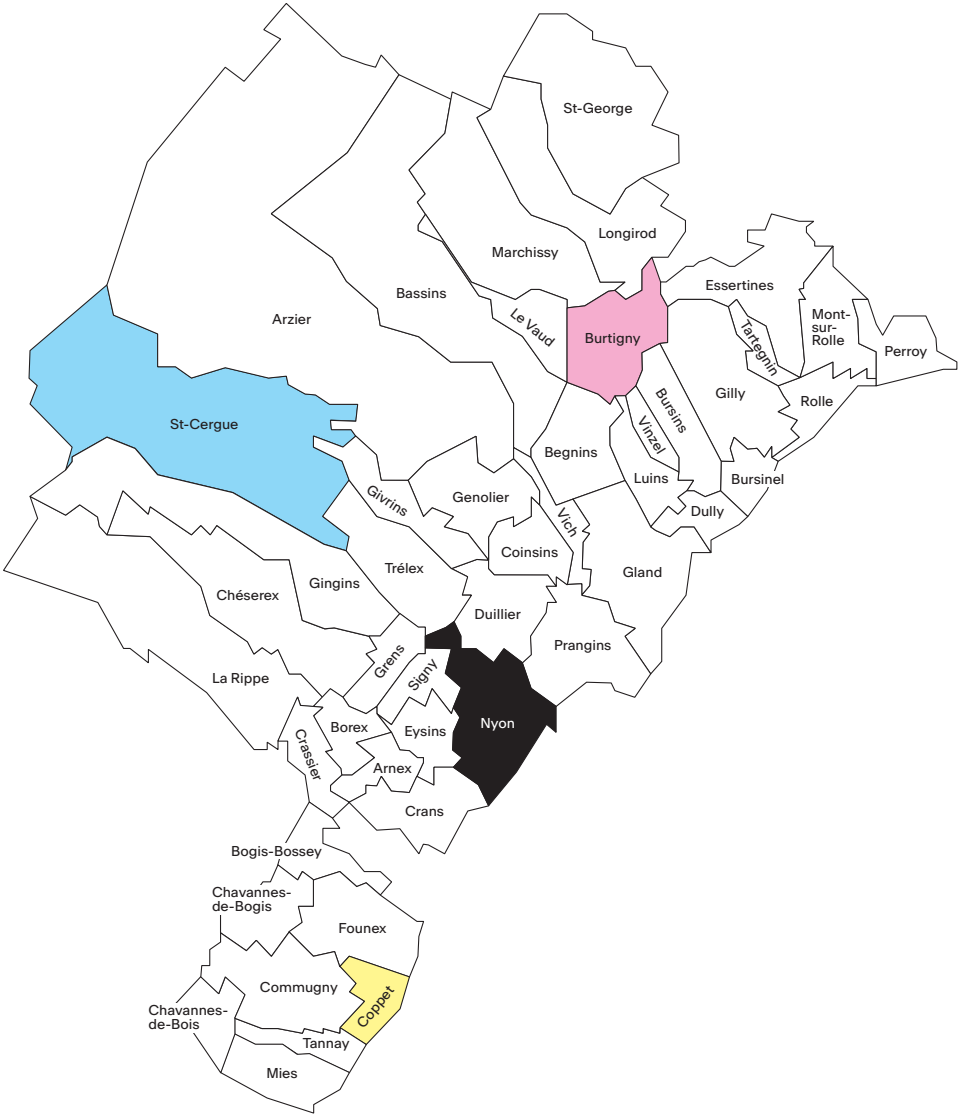 St-George
Longirod
Marchissy
Essertines
Bassins
Arzier
Le Vaud
Burtigny
Mont-
sur-
Rolle
Tartegnin
Perroy
Gilly
Rolle
St-Cergue
Bursins
Vinzel
Begnins
Luins
Bursinel
Givrins
Genolier
Dully
Vich
Coinsins
Trélex
Gland
Gingins
Chéserex
Duillier
Prangins
Grens
Signy
La Rippe
Nyon
Borex
Eysins
Crassier
Arnex
Crans
Bogis-Bossey
Chavannes-
de-Bogis
Founex
Commugny
Coppet
Chavannes-
de-Bois
Tannay
Mies